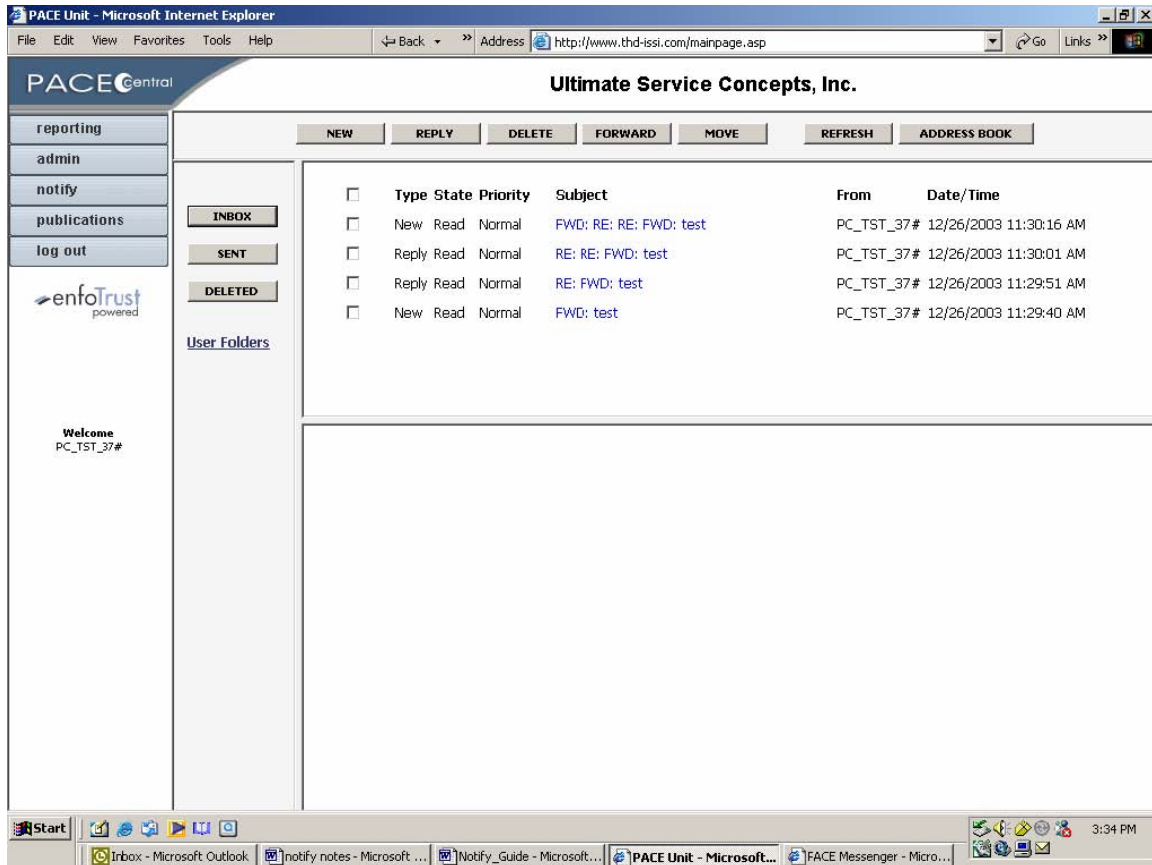 PACE Unit - Microsoft Internet Explorer
File Edit View Favorites Tools Help Back » Address http://www.thd-issi.com/mainpage.asp Go Links »
PACE Central
Ultimate Service Concepts, Inc.
reporting
admin
notify
publications
log out
enfoTrust
powered
Welcome
PC_TST_37#
NEW REPLY DELETE FORWARD MOVE REFRESH ADDRESS BOOK
INBOX
SENT
DELETED
User Folders
Type State Priority Subject From Date/Time
New Read Normal FWD: RE: RE: FWD: test PC_TST_37# 12/26/2003 11:30:16 AM
Reply Read Normal RE: RE: FWD: test PC_TST_37# 12/26/2003 11:30:01 AM
Reply Read Normal RE: FWD: test PC_TST_37# 12/26/2003 11:29:51 AM
New Read Normal FWD: test PC_TST_37# 12/26/2003 11:29:40 AM
Start 3:34 PM
Inbox - Microsoft Outlook notify notes - Microsoft ... Notify_Guide - Microsoft... PACE Unit - Microsoft... FACE Messenger - Micro...